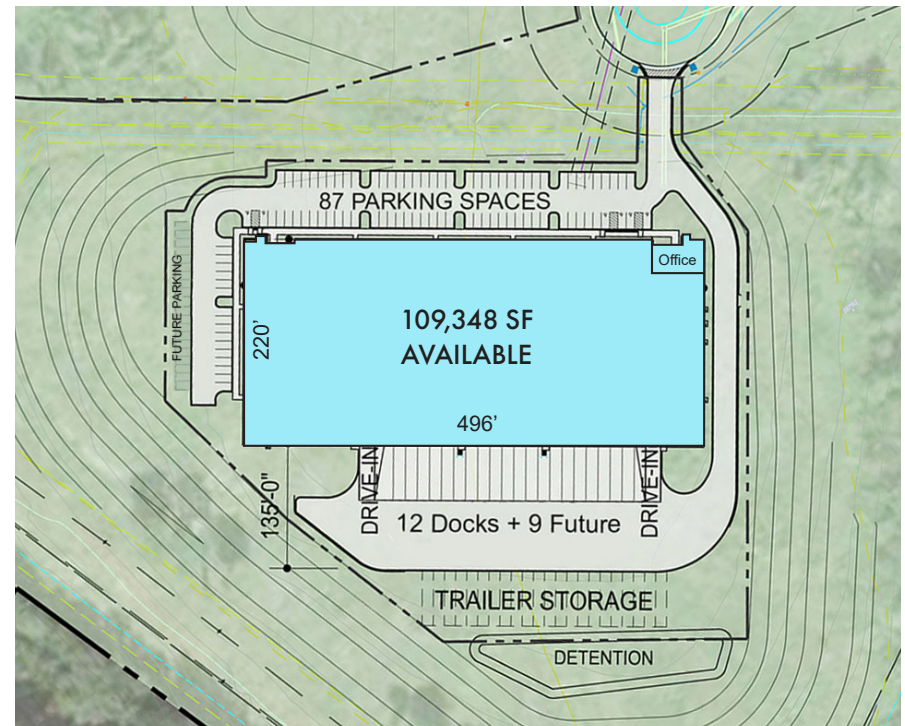 87 PARKING SPACES
Office
FUTURE PARKING
109,348 SF
AVAILABLE
220’
496’
135'-0"
DRIVE-IN
DRIVE-IN
12 Docks + 9 Future
TRAILER STORAGE
DETENTION